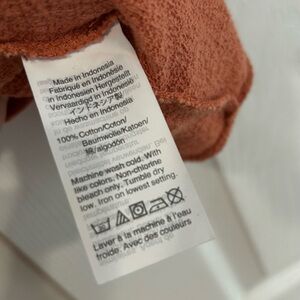 Made in Indonesia
Fabriqué en Indonésie
In Indonesien Hergestellt
Vervaardigd in Indonesië
インドネシア製
Hecho en Indonesia
100% Cotton/Coton/
Baumwolle/Katoen/
綿/algodón
Machine wash cold. With
like colors. Non-chlorine
bleach only. Tumble dry
low. Iron on lowest setting.
Laver à la machine à l'eau
froide. Avec des couleurs